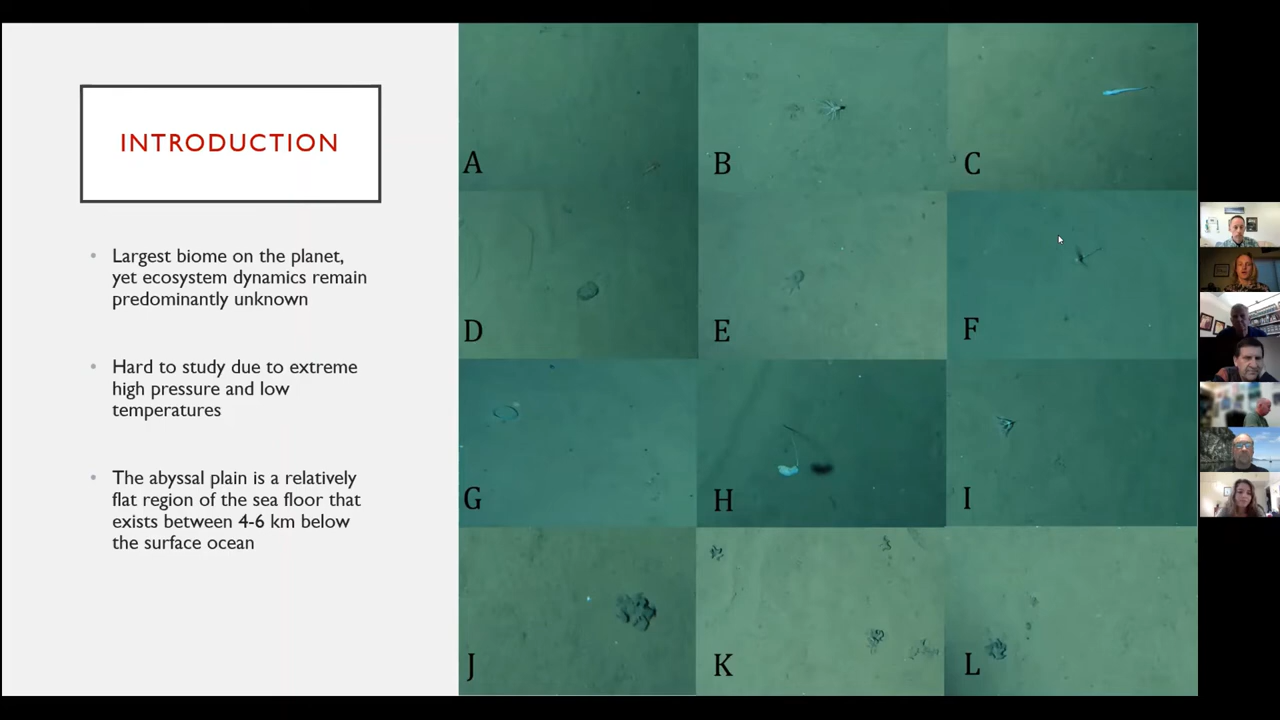 INTRODUCTION
• Largest biome on the planet,
yet ecosystem dynamics remain
predominantly unknown
• Hard to study due to extreme
high pressure and low
temperatures
• The abyssal plain is a relatively
flat region of the sea floor that
exists between 4-6 km below
the surface ocean
A
B
C
D
E
F
G
H
I
J
K
L